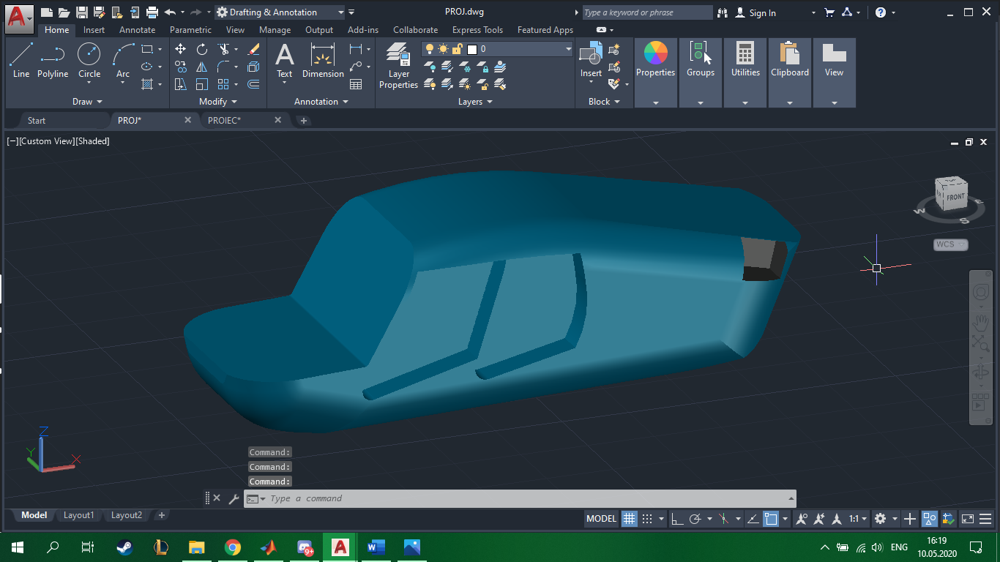 Drafting & Annotation
PROJ.dwg
Type a keyword or phrase
Sign In
Home Insert Annotate Parametric View Manage Output Add-ins Collaborate Express Tools Featured Apps
Line Polyline Circle Arc
Text Dimension
Layer Properties
0
Insert
Properties Groups Utilities Clipboard View
Draw Modify Annotation Layers Block
Start PROJ* PROIEC*
[−][Custom View][Shaded]
FRONT
W S
WCS
Z
Y X
Command:
Command:
Command:
Type a command
Model Layout1 Layout2
MODEL 1:1
9+
ENG
16:19
10.05.2020